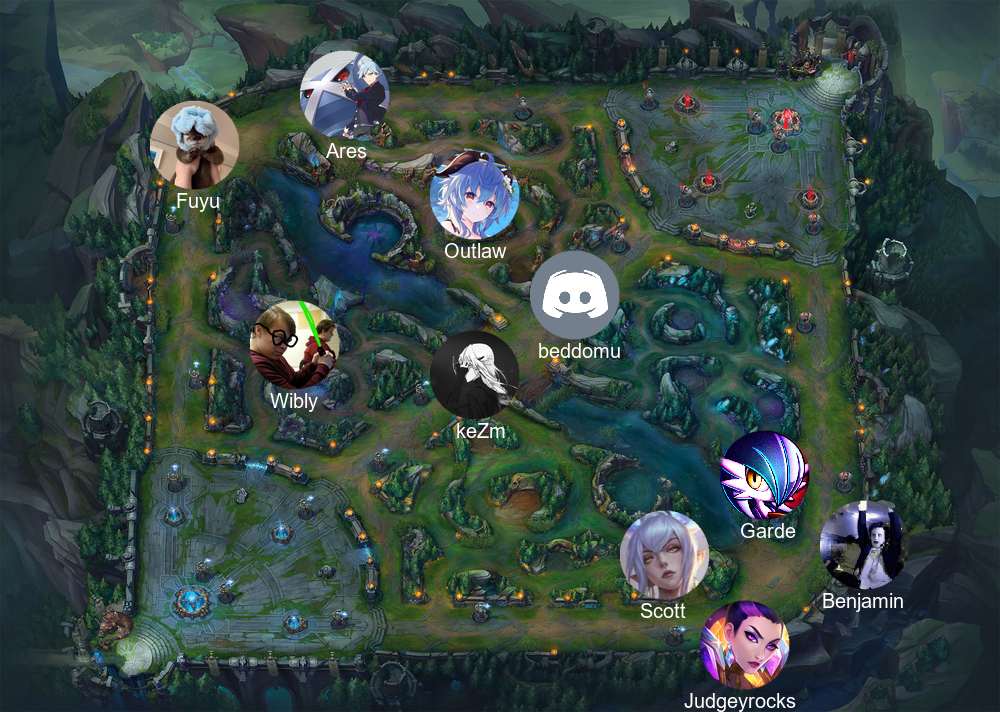 Ares
Fuyu
Outlaw
beddomu
Wibly
keZm
Garde
Benjamin
Scott
Judgeyrocks